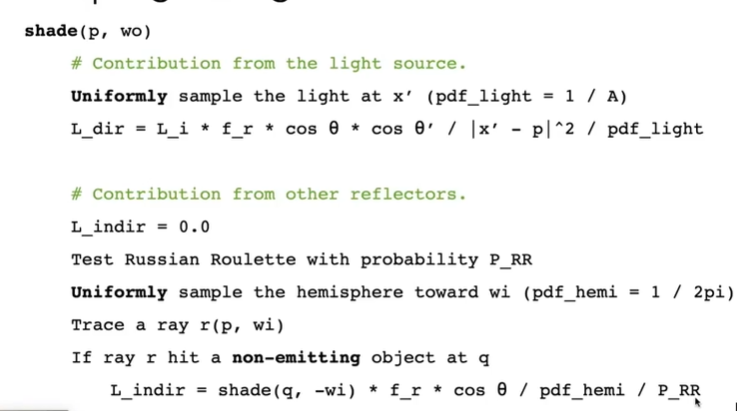 shade(p, wo)
# Contribution from the light source.
Uniformly sample the light at x′ (pdf_light = 1 / A)
L_dir = L_i * f_r * cos θ * cos θ′ / |x′ - p|^2 / pdf_light
# Contribution from other reflectors.
L_indir = 0.0
Test Russian Roulette with probability P_RR
Uniformly sample the hemisphere toward wi (pdf_hemi = 1 / 2pi)
Trace a ray r(p, wi)
If ray r hit a non-emitting object at q
L_indir = shade(q, -wi) * f_r * cos θ / pdf_hemi / P_RR